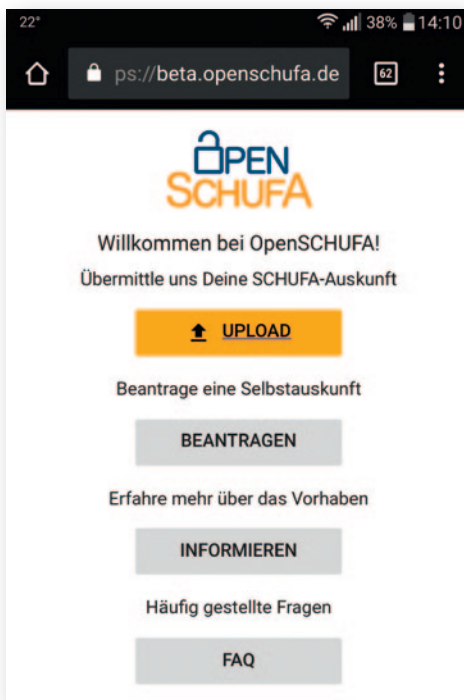 22°
38% 14:10
ps://beta.openschufa.de 62
OPEN
SCHUFA
Willkommen bei OpenSCHUFA!
Übermittle uns Deine SCHUFA-Auskunft
UPLOAD
Beantrage eine Selbstauskunft
BEANTRAGEN
Erfahre mehr über das Vorhaben
INFORMIEREN
Häufig gestellte Fragen
FAQ